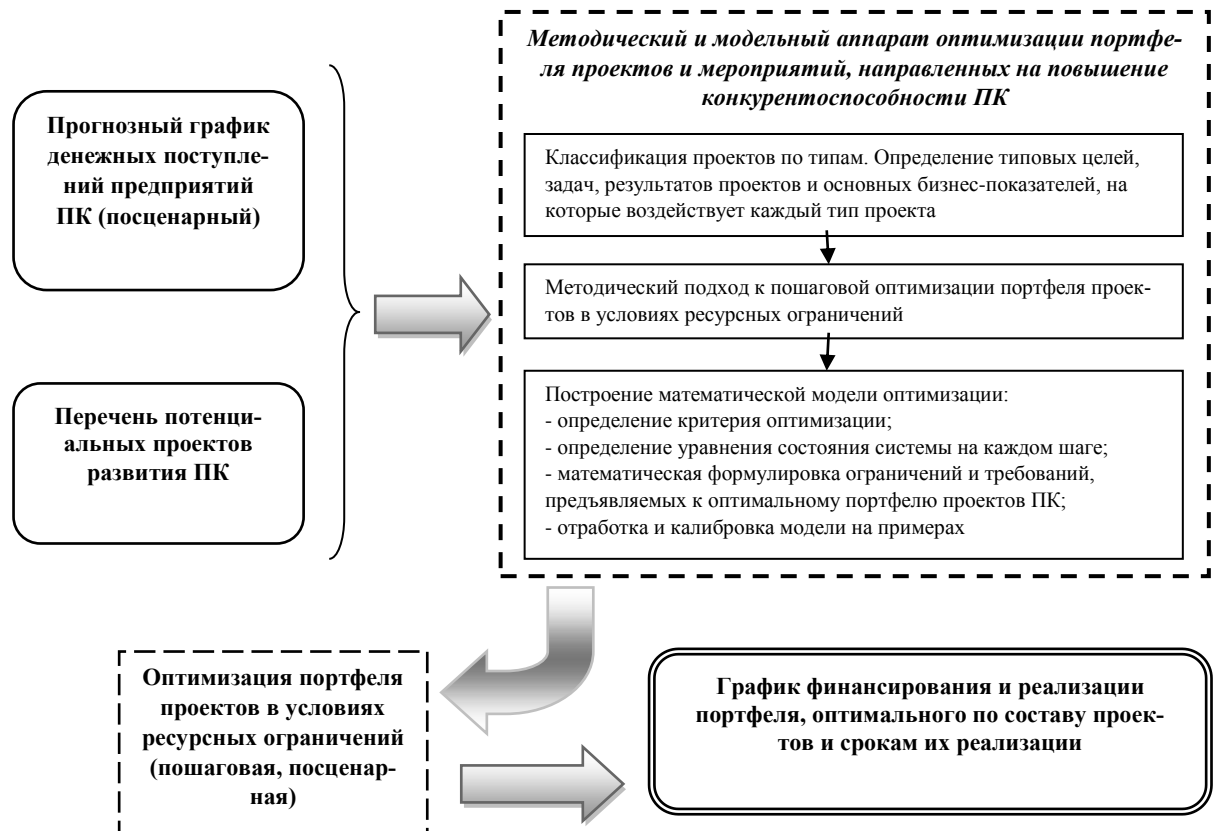 Прогнозный график
денежных поступле-
ний предприятий
ПК (посценарный)
Перечень потенци-
альных проектов
развития ПК
Методический и модельный аппарат оптимизации портфе-
ля проектов и мероприятий, направленных на повышение
конкурентоспособности ПК
Классификация проектов по типам. Определение типовых целей,
задач, результатов проектов и основных бизнес-показателей, на
которые воздействует каждый тип проекта
Методический подход к пошаговой оптимизации портфеля проек-
тов в условиях ресурсных ограничений
Построение математической модели оптимизации:
- определение критерия оптимизации;
- определение уравнения состояния системы на каждом шаге;
- математическая формулировка ограничений и требований,
предъявляемых к оптимальному портфелю проектов ПК;
- отработка и калибровка модели на примерах
Оптимизация портфеля
проектов в условиях
ресурсных ограничений
(пошаговая, посценар-
ная)
График финансирования и реализации
портфеля, оптимального по составу проек-
тов и срокам их реализации